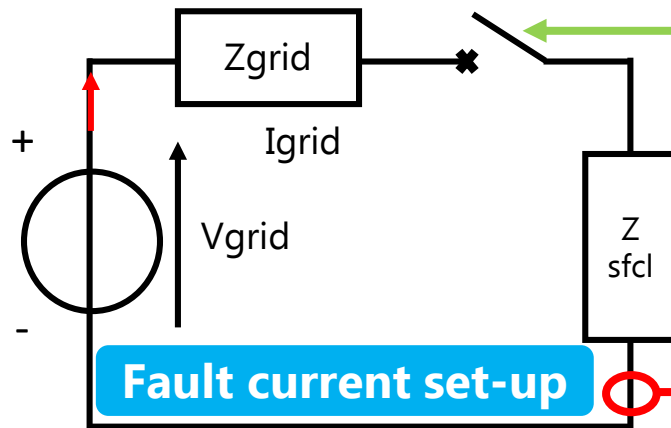 Zgrid
+
Igrid
Vgrid
Z
sfcl
-
Fault current set-up